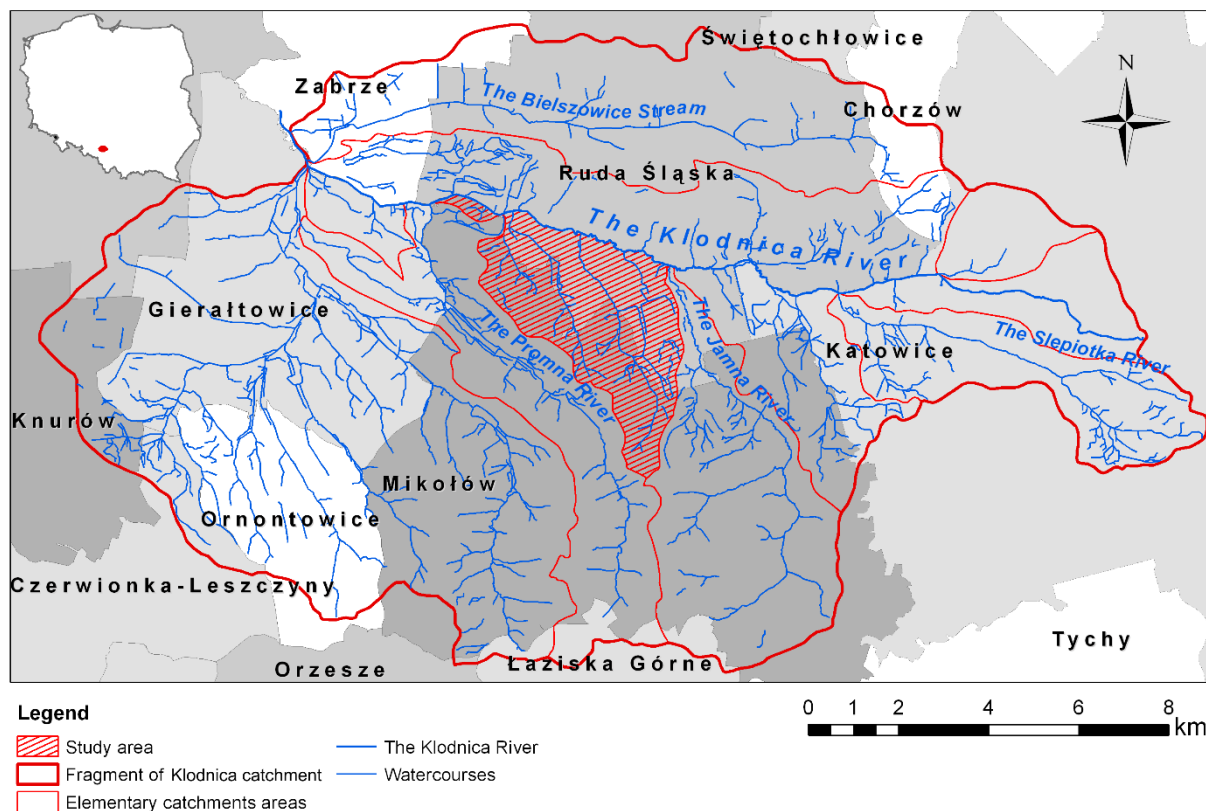 Świętochłowice
N
Zabrze
The Bielszowice Stream
Chorzów
Ruda Śląska
The Klodnica River
Gierałtowice
The Promna River
The Jamna River
Katowice
The Slepiotka River
Knurów
Mikołów
Ornontowice
Czerwionka-Leszczyny
Tychy
Orzesze
Łaziska Górne
0 1 2 4 6 8
km
Legend
Study area
The Klodnica River
Fragment of Klodnica catchment
Watercourses
Elementary catchments areas